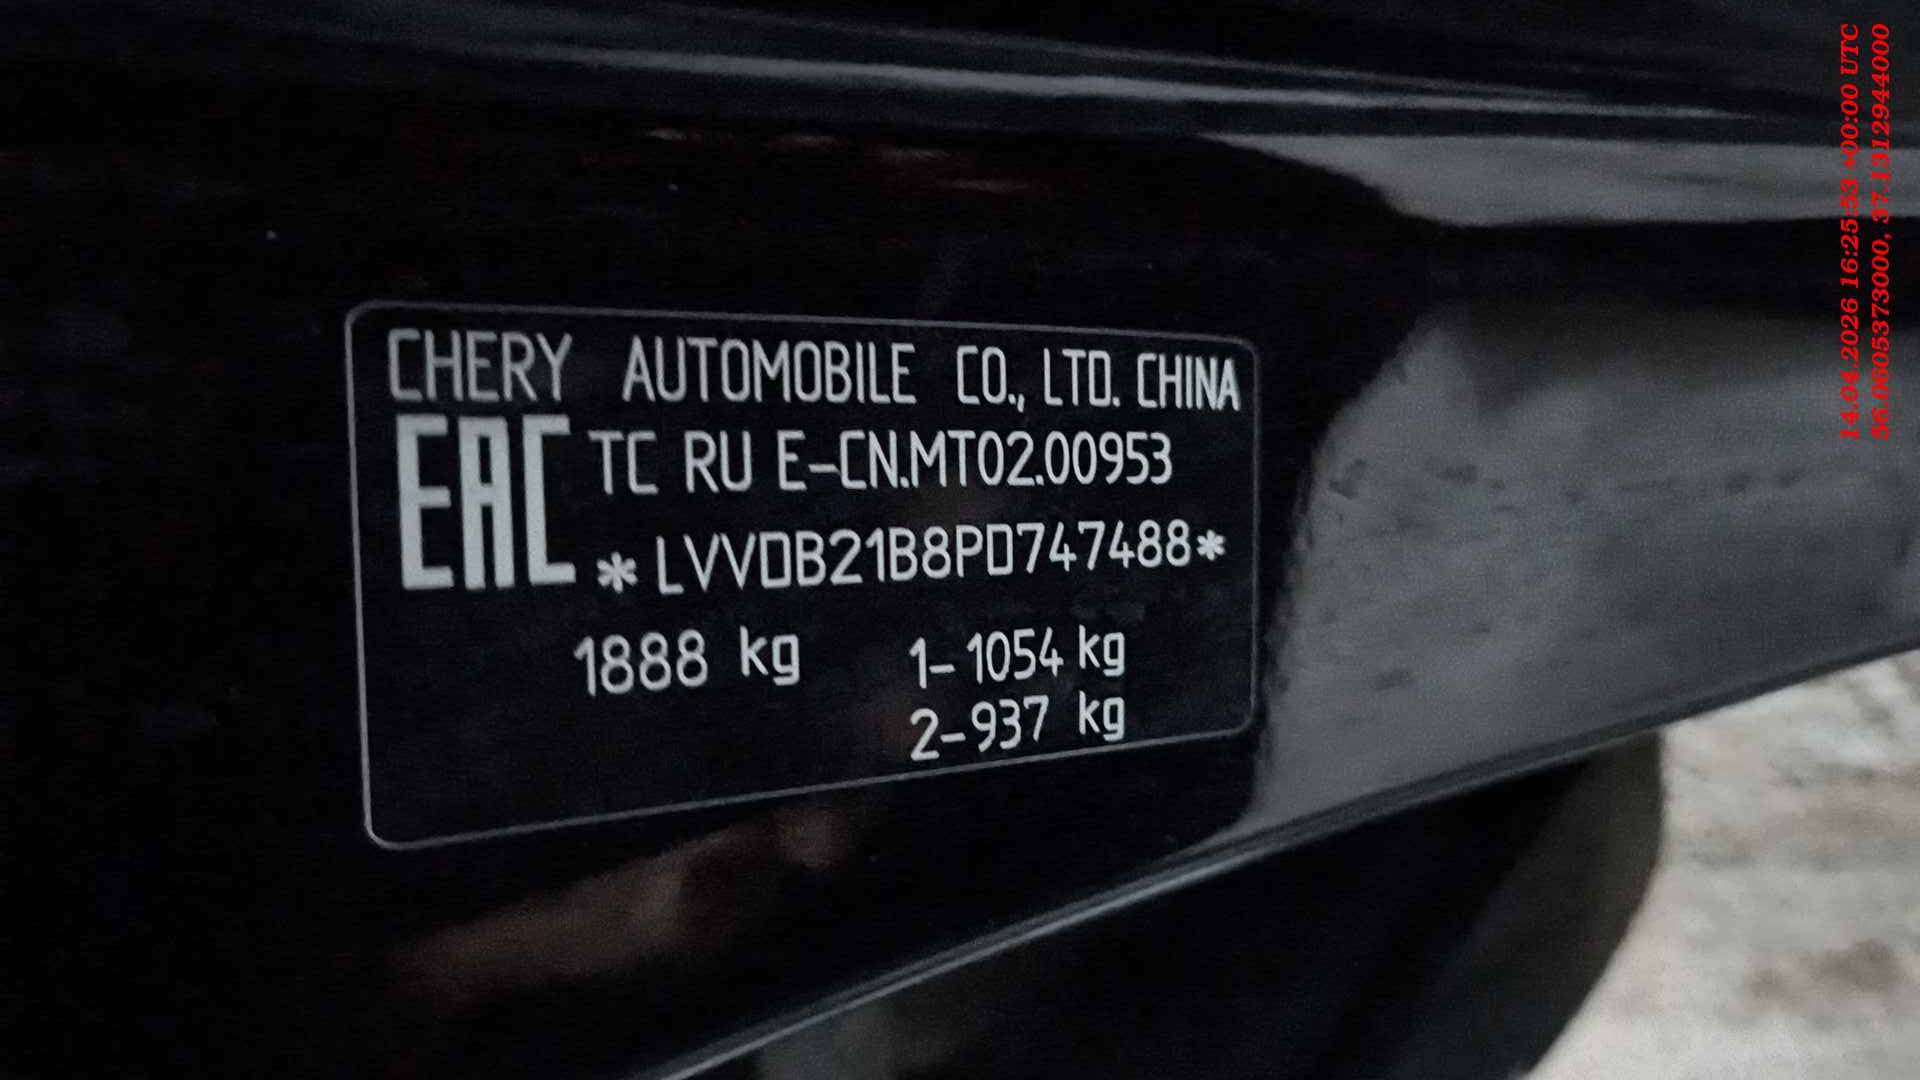 CHERY AUTOMOBILE CO., LTD. CHINA
EAC TC RU E-CN.MT02.00953
*LVVDB21B8PD747488*
1888 kg 1-1054 kg
2-937 kg
14.04.2026 16:25:53 +00:00 UTC
56.0605373000, 37.1312944000